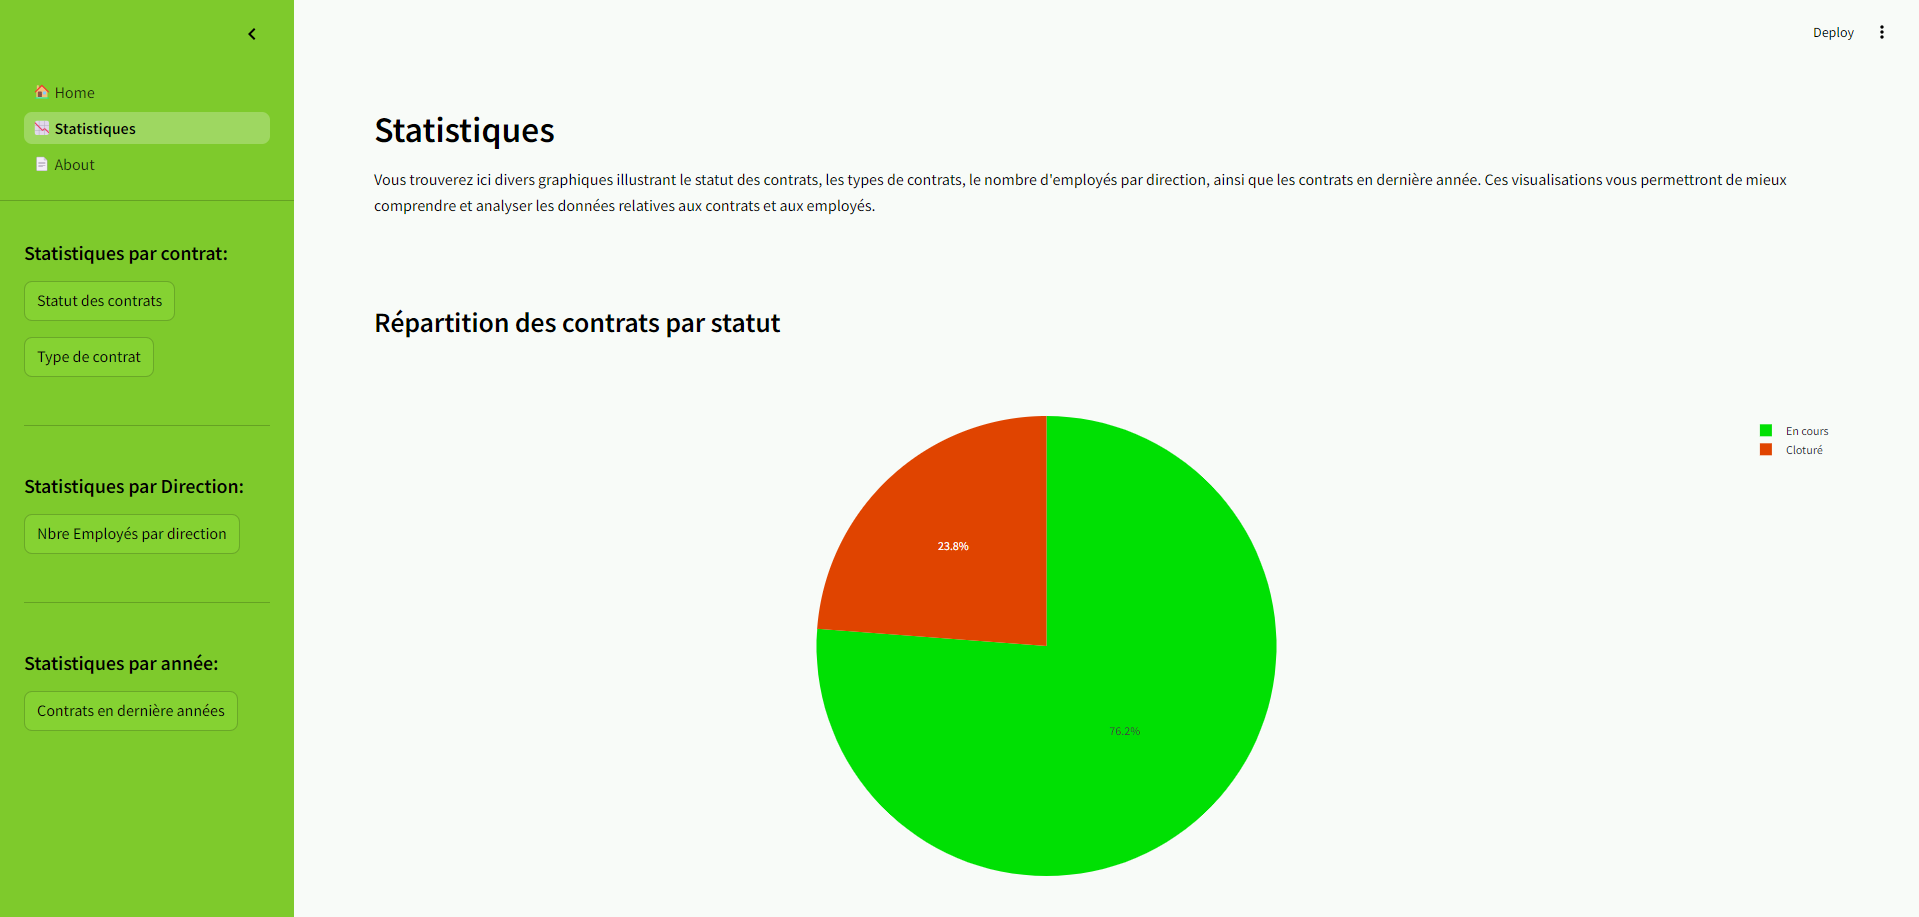 Deploy
Home
Statistiques
About
Statistiques par contrat:
Statut des contrats
Type de contrat
Statistiques par Direction:
Nbre Employés par direction
Statistiques par année:
Contrats en dernière années
Statistiques
Vous trouverez ici divers graphiques illustrant le statut des contrats, les types de contrats, le nombre d'employés par direction, ainsi que les contrats en dernière année. Ces visualisations vous permettront de mieux
comprendre et analyser les données relatives aux contrats et aux employés.
Répartition des contrats par statut
En cours
Cloturé
23.8%
76.2%